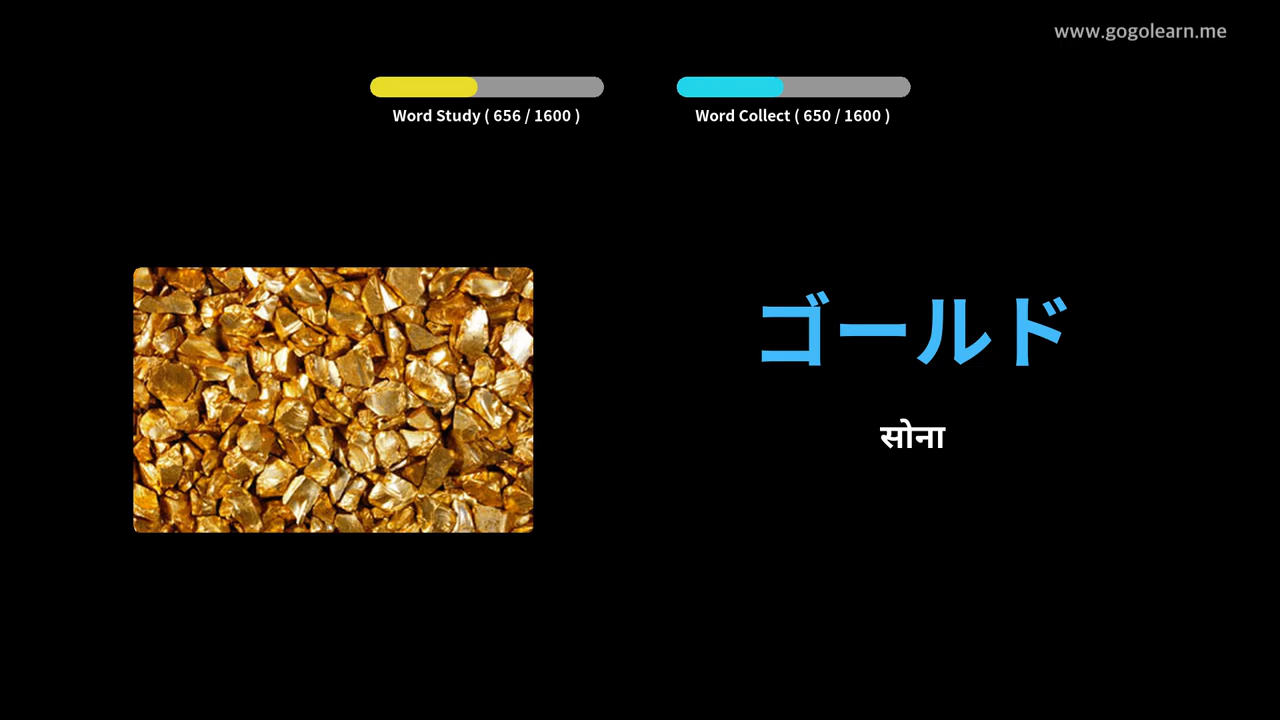 www.gogolearn.me
Word Study ( 656 / 1600 )
Word Collect ( 650 / 1600 )
ゴールド
सोना